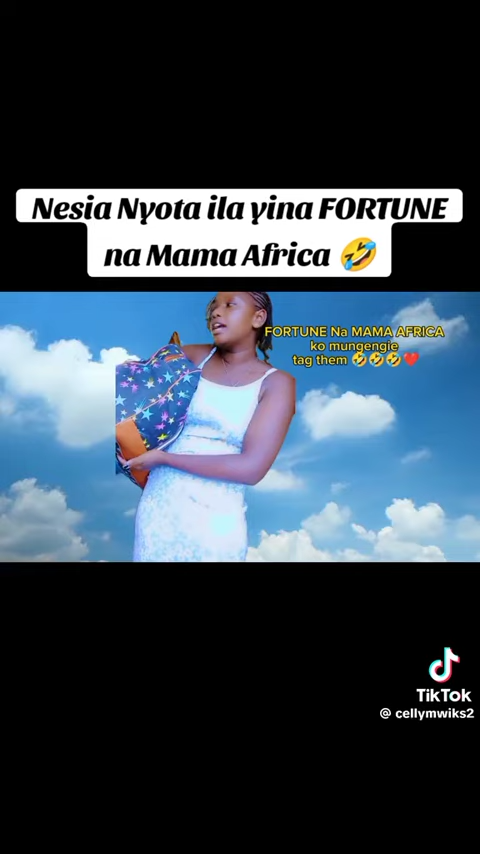 Nesia Nyota ila yina FORTUNE
na Mama Africa 🤣
FORTUNE Na MAMA AFRICA
ko mungengie
tag them 🤣🤣🤣❤️
TikTok
@ cellymwiks2